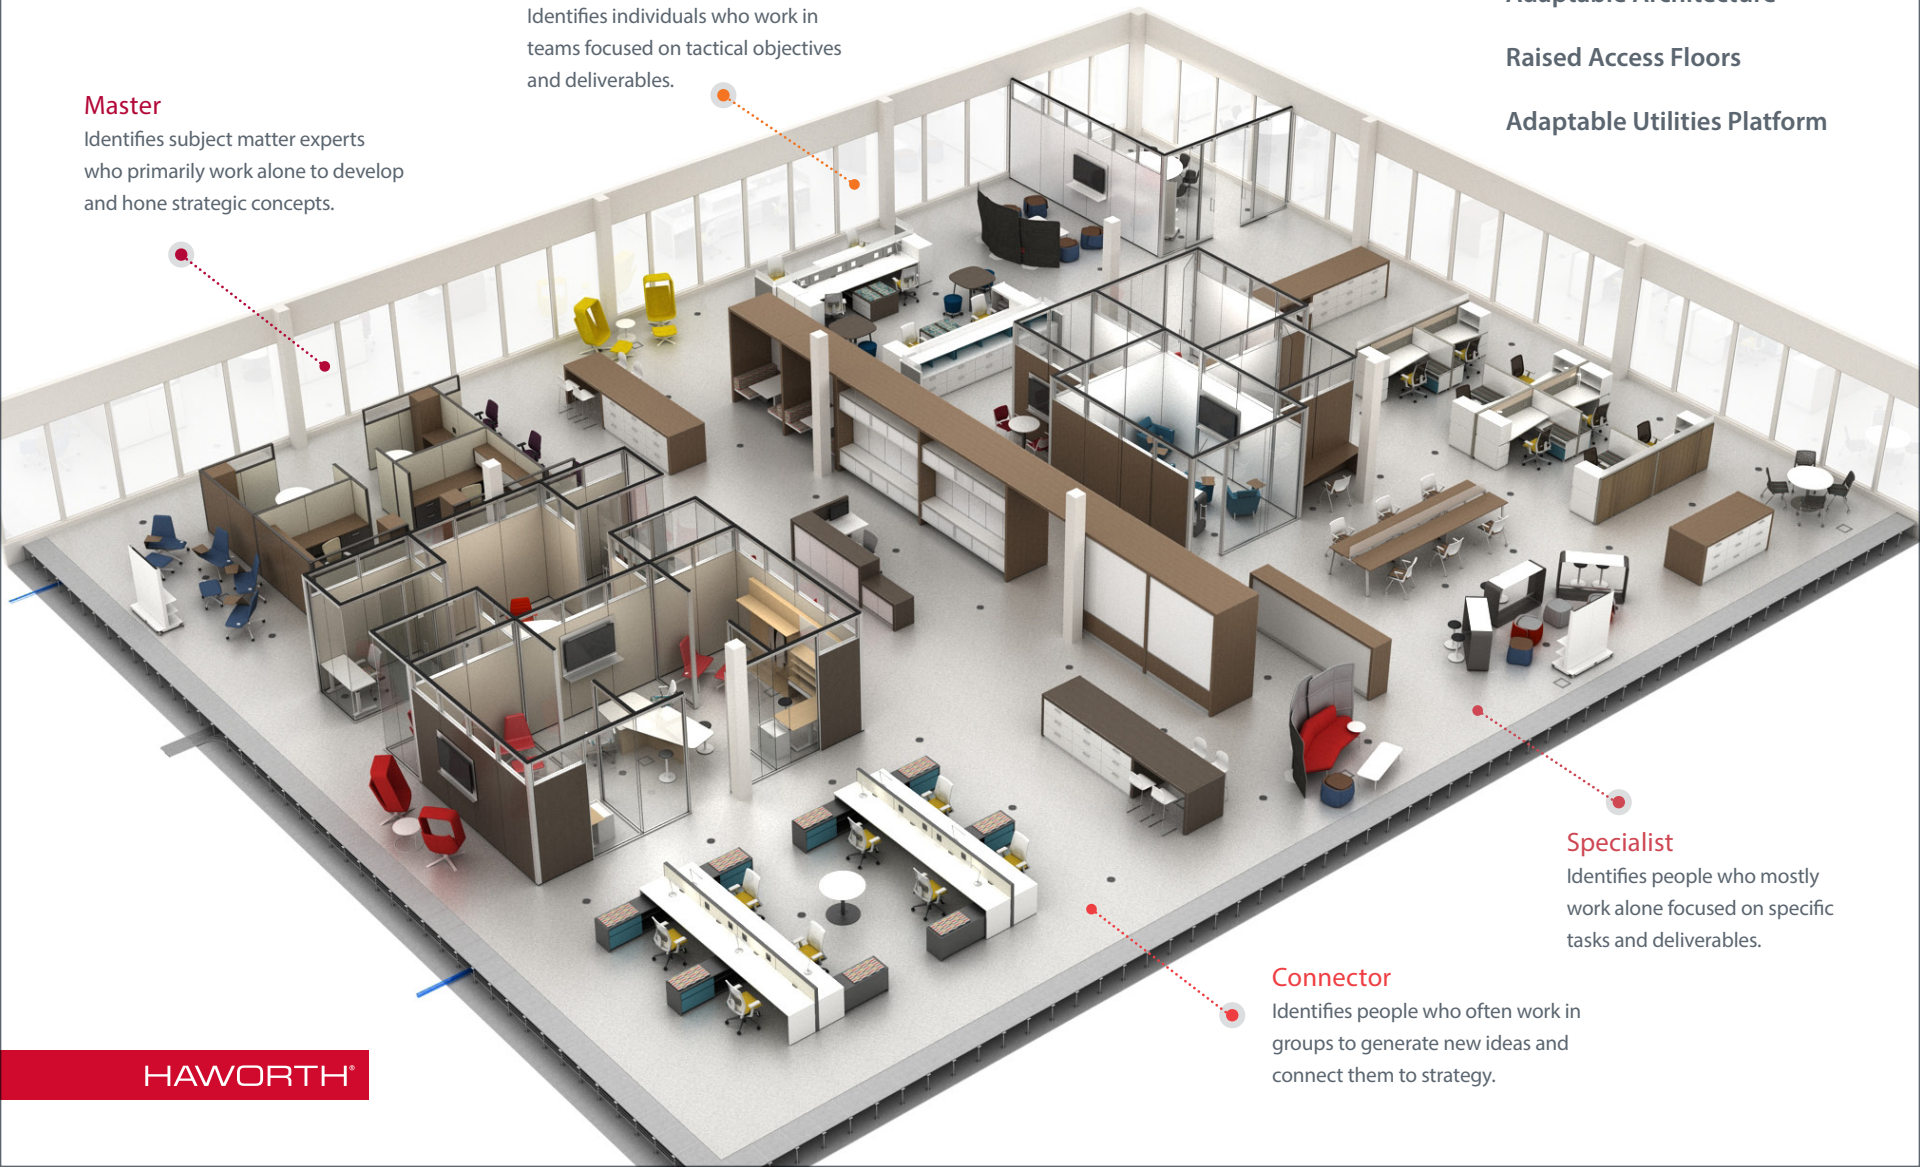 Identifies individuals who work in
teams focused on tactical objectives
and deliverables.
Master
Identifies subject matter experts
who primarily work alone to develop
and hone strategic concepts.
Adaptable Architecture
Raised Access Floors
Adaptable Utilities Platform
Specialist
Identifies people who mostly
work alone focused on specific
tasks and deliverables.
Connector
Identifies people who often work in
groups to generate new ideas and
connect them to strategy.
HAWORTH®